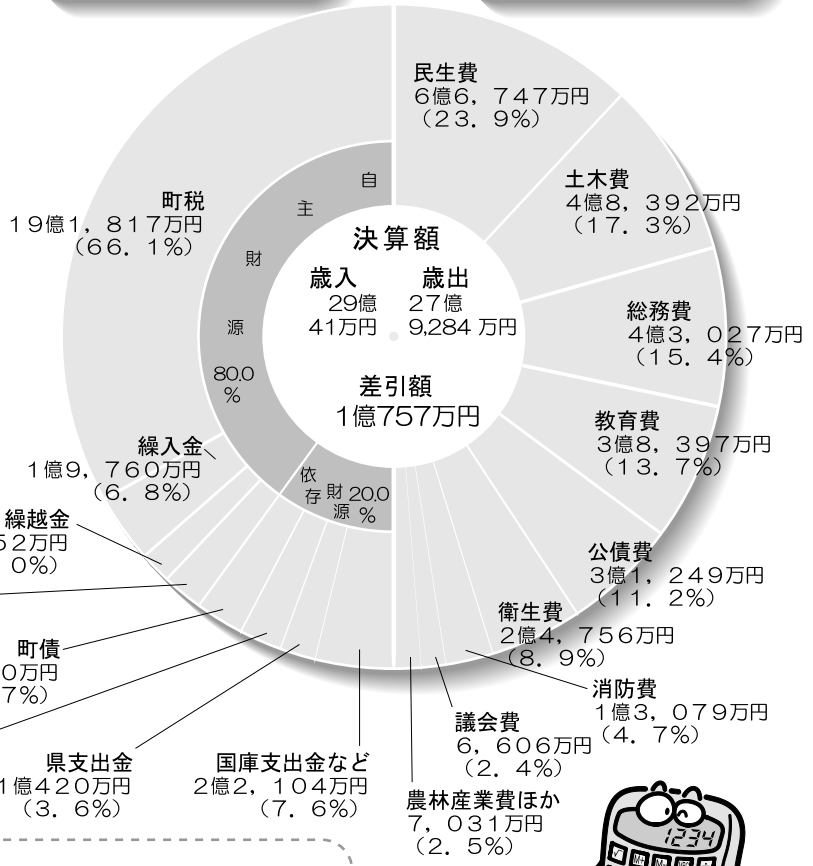 民生費
6億6，747万円
（23．9％）
土木費
4億8，392万円
（17．3％）
総務費
4億3，027万円
（15．4％）
教育費
3億8，397万円
（13．7％）
公債費
3億1，249万円
（11．2％）
衛生費
2億4，756万円
（8．9％）
消防費
1億3，079万円
（4．7％）
議会費
6，606万円
（2．4％）
農林産業費ほか
7，031万円
（2．5％）
決算額
歳入
29億
41万円
歳出
27億
9,284 万円
差引額
1億757万円
自主財源
80.0
％
依存財源
20.0
％
町税
19億1，817万円
（66．1％）
繰入金
1億9，760万円
（6．8％）
繰越金
52万円
0％）
町債
0万円
7％）
県支出金
1億420万円
（3．6％）
国庫支出金など
2億2，104万円
（7．6％）
1234